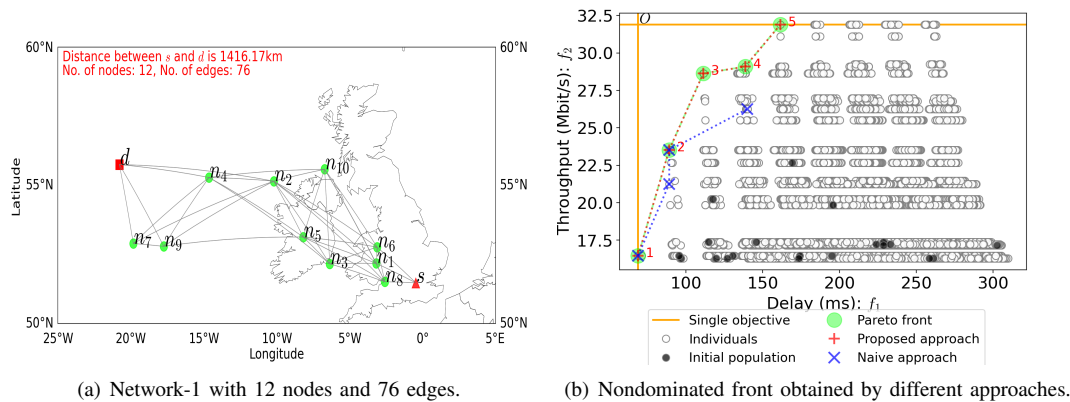 60°N
60°N
Distance between s and d is 1416.17km
No. of nodes: 12, No. of edges: 76
d
n4
n2
n10
55°N
55°N
n7
n9
n5
n3
n6
n1
n8
s
50°N
50°N
25°W 20°W 15°W 10°W 5°W 0° 5°E
Latitude
Longitude
(a) Network-1 with 12 nodes and 76 edges.
32.5
30.0
27.5
25.0
22.5
20.0
17.5
Throughput (Mbit/s): f2
O
5
3
4
2
1
100 150 200 250 300
Delay (ms): f1
Single objective
Individuals
Initial population
Pareto front
Proposed approach
Naive approach
(b) Nondominated front obtained by different approaches.